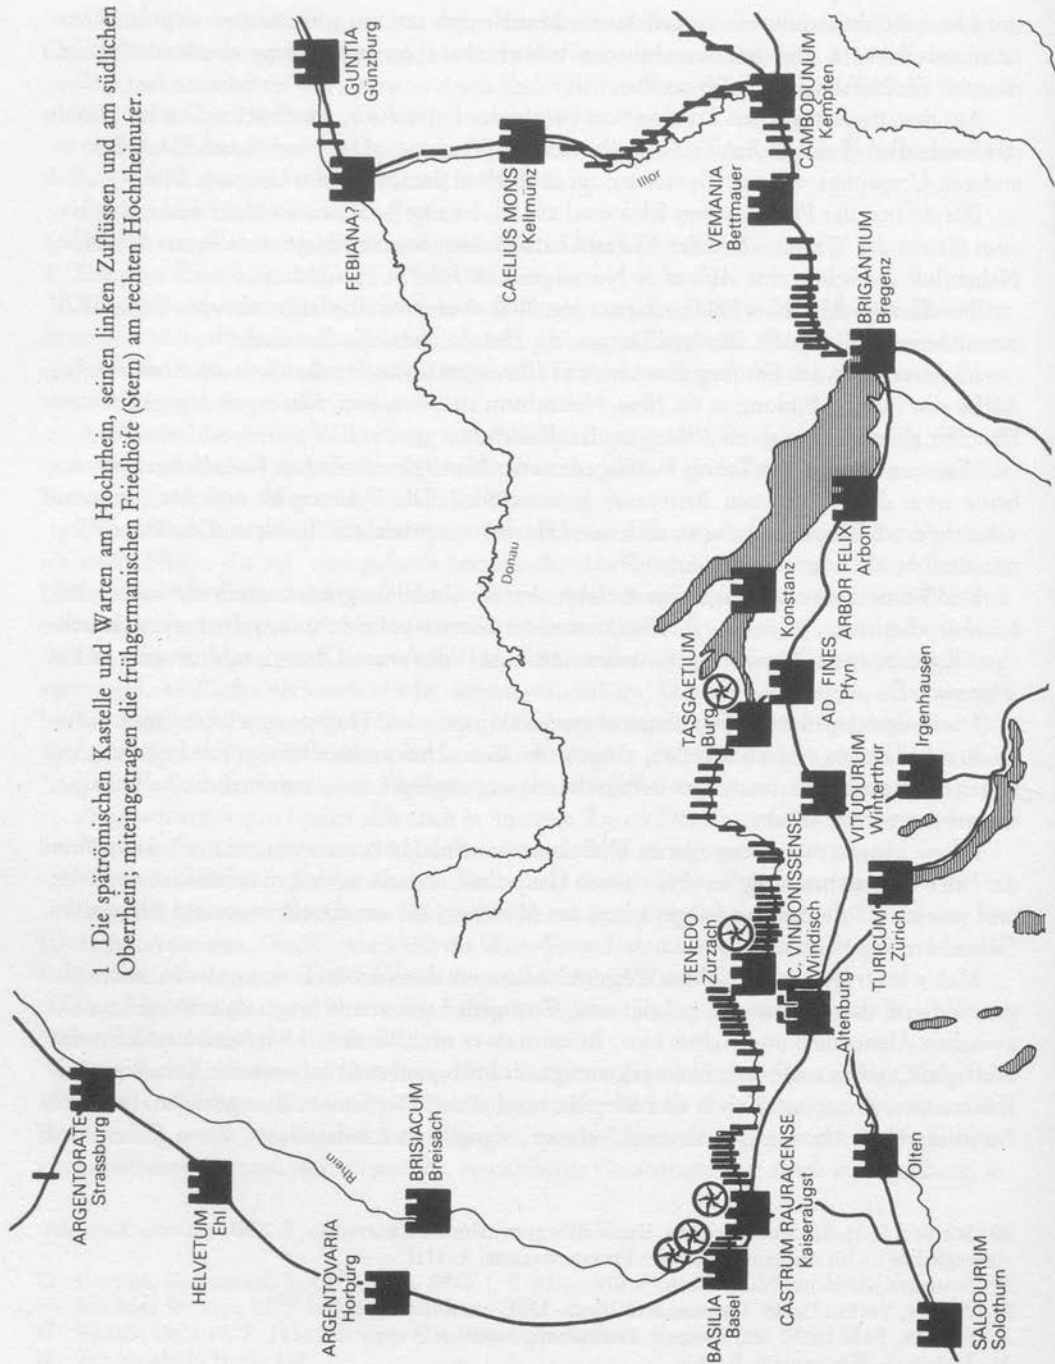 1 Die spätrömischen Kastelle und Warten am Hochrhein, seinen linken Zuflüssen und am südlichen
Oberrhein; miteingetragen die frühgermanischen Friedhöfe (Stern) am rechten Hochrheinufer.
ARGENTORATE
Strassburg
HELVETUM
Ehl
ARGENTOVARIA
Horburg
Rhein
BRISIACUM
Breisach
BASILIA
Basel
CASTRUM RAURACENSE
Kaiseraugst
SALODURUM
Solothurn
Olten
Altenburg
C. VINDONISSENSE
Windisch
TENEDO
Zurzach
TURICUM
Zürich
VITUDURUM
Winterthur
Irgenhausen
TASGAETIUM
Burg
AD FINES
Pfyn
Konstanz
ARBOR FELIX
Arbon
BRIGANTIUM
Bregenz
VEMANIA
Bettmauer
CAMBODUNUM
Kempten
Iller
CAELIUS MONS
Kellmünz
FEBIANA
GUNTIA
Günzburg
Donau